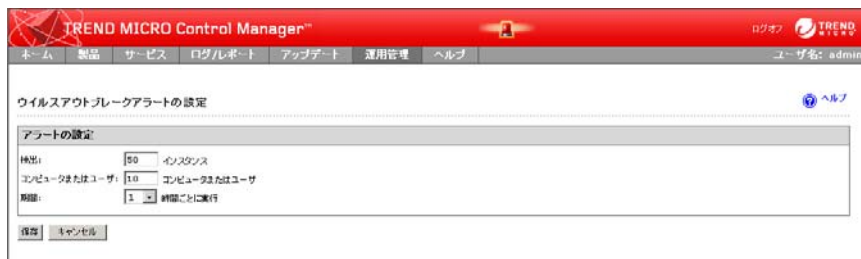 TREND MICRO Control Manager™
ログオフ
TREND MICRO
ホーム 製品 サービス ログ/レポート アップデート 運用管理 ヘルプ ユーザ名: admin
ウイルスアウトブレークアラートの設定 ヘルプ
アラートの設定
検出: 50 インスタンス
コンピュータまたはユーザ: 10 コンピュータまたはユーザ
期間: 1 時間ごとに実行
保存 キャンセル